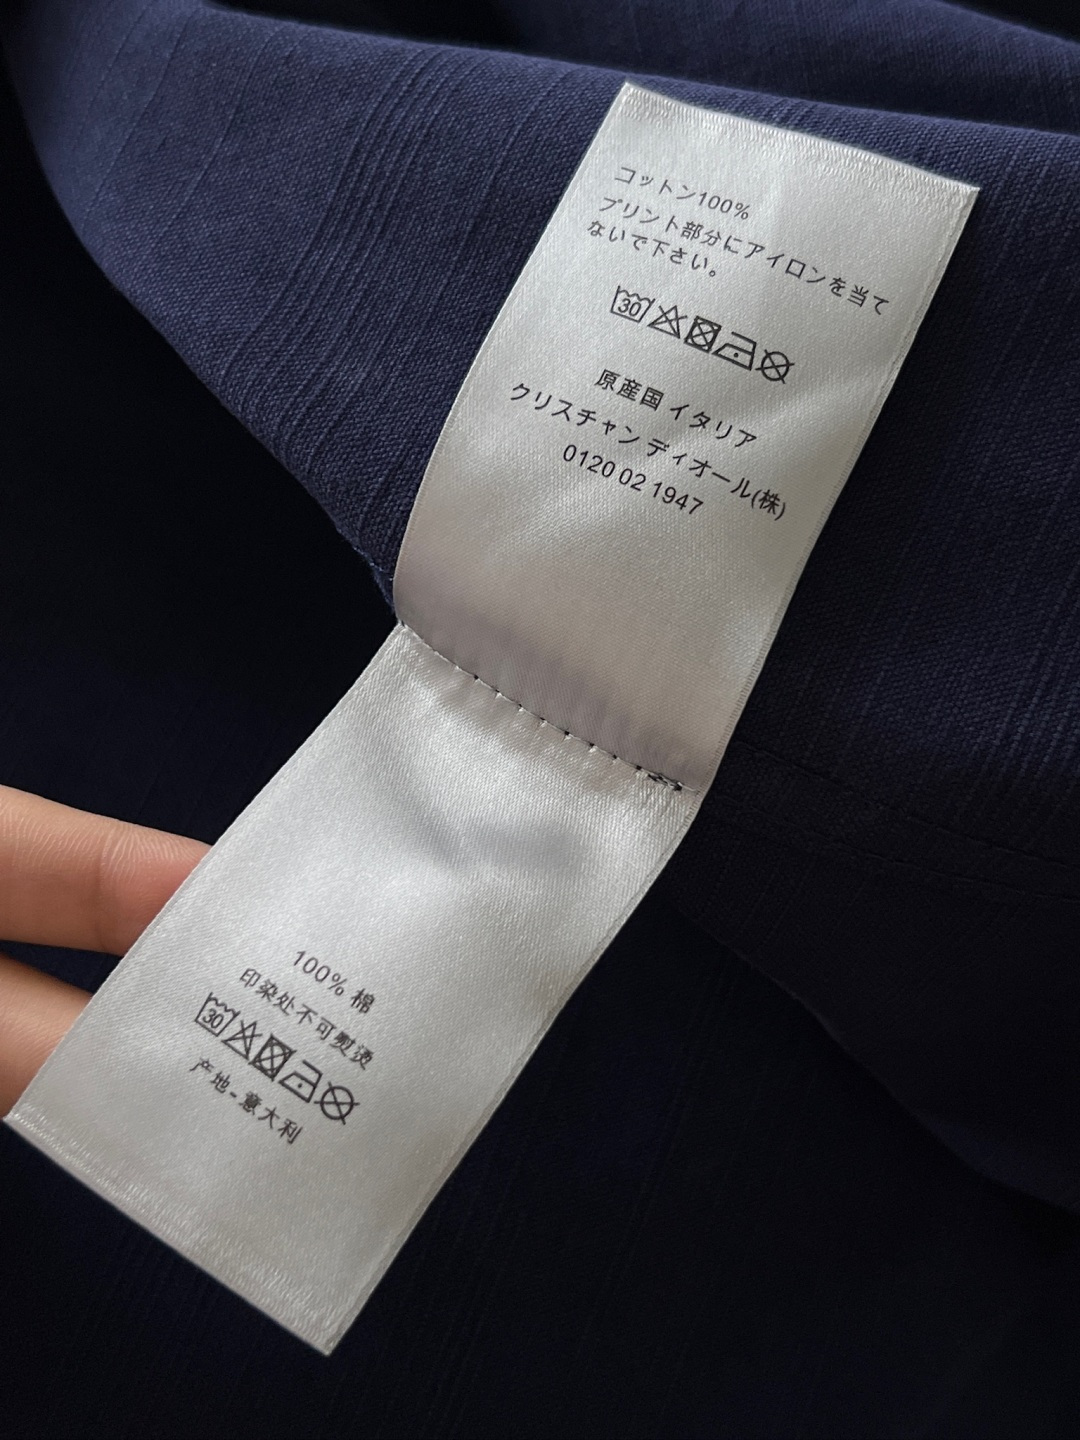 コットン100%
プリント部分にアイロンを当て
ないで下さい。
30
原産国 イタリア
クリスチャン ディオール(株)
0120 02 1947
100% 棉
印染处不可熨烫
30
产地-意大利